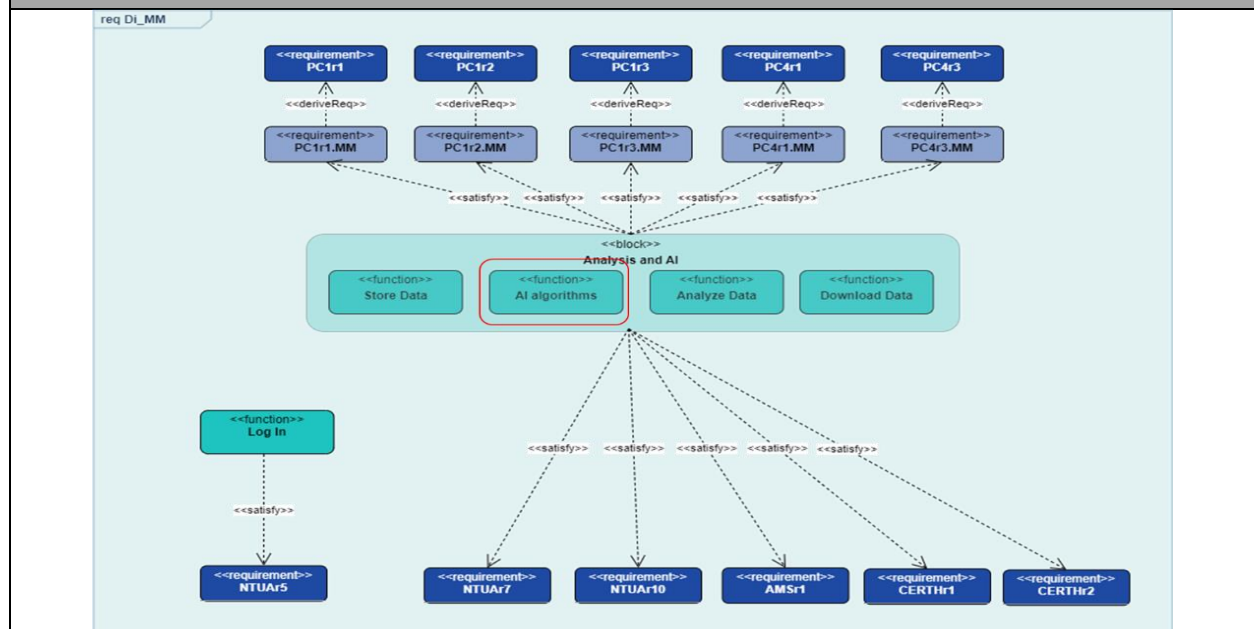 req Di_MM
<<requirement>>
PC1r1
<<requirement>>
PC1r2
<<requirement>>
PC1r3
<<requirement>>
PC4r1
<<requirement>>
PC4r3
<<deriveReq>>
<<deriveReq>>
<<deriveReq>>
<<deriveReq>>
<<deriveReq>>
<<requirement>>
PC1r1.MM
<<requirement>>
PC1r2.MM
<<requirement>>
PC1r3.MM
<<requirement>>
PC4r1.MM
<<requirement>>
PC4r3.MM
<<satisfy>>
<<satisfy>>
<<satisfy>>
<<satisfy>>
<<satisfy>>
<<block>>
Analysis and AI
<<function>>
Store Data
<<function>>
AI algorithms
<<function>>
Analyze Data
<<function>>
Download Data
<<function>>
Log In
<<satisfy>>
<<satisfy>>
<<satisfy>>
<<satisfy>>
<<satisfy>>
<<satisfy>>
<<requirement>>
NTUAr5
<<requirement>>
NTUAr7
<<requirement>>
NTUAr10
<<requirement>>
AMSr1
<<requirement>>
CERTHr1
<<requirement>>
CERTHr2